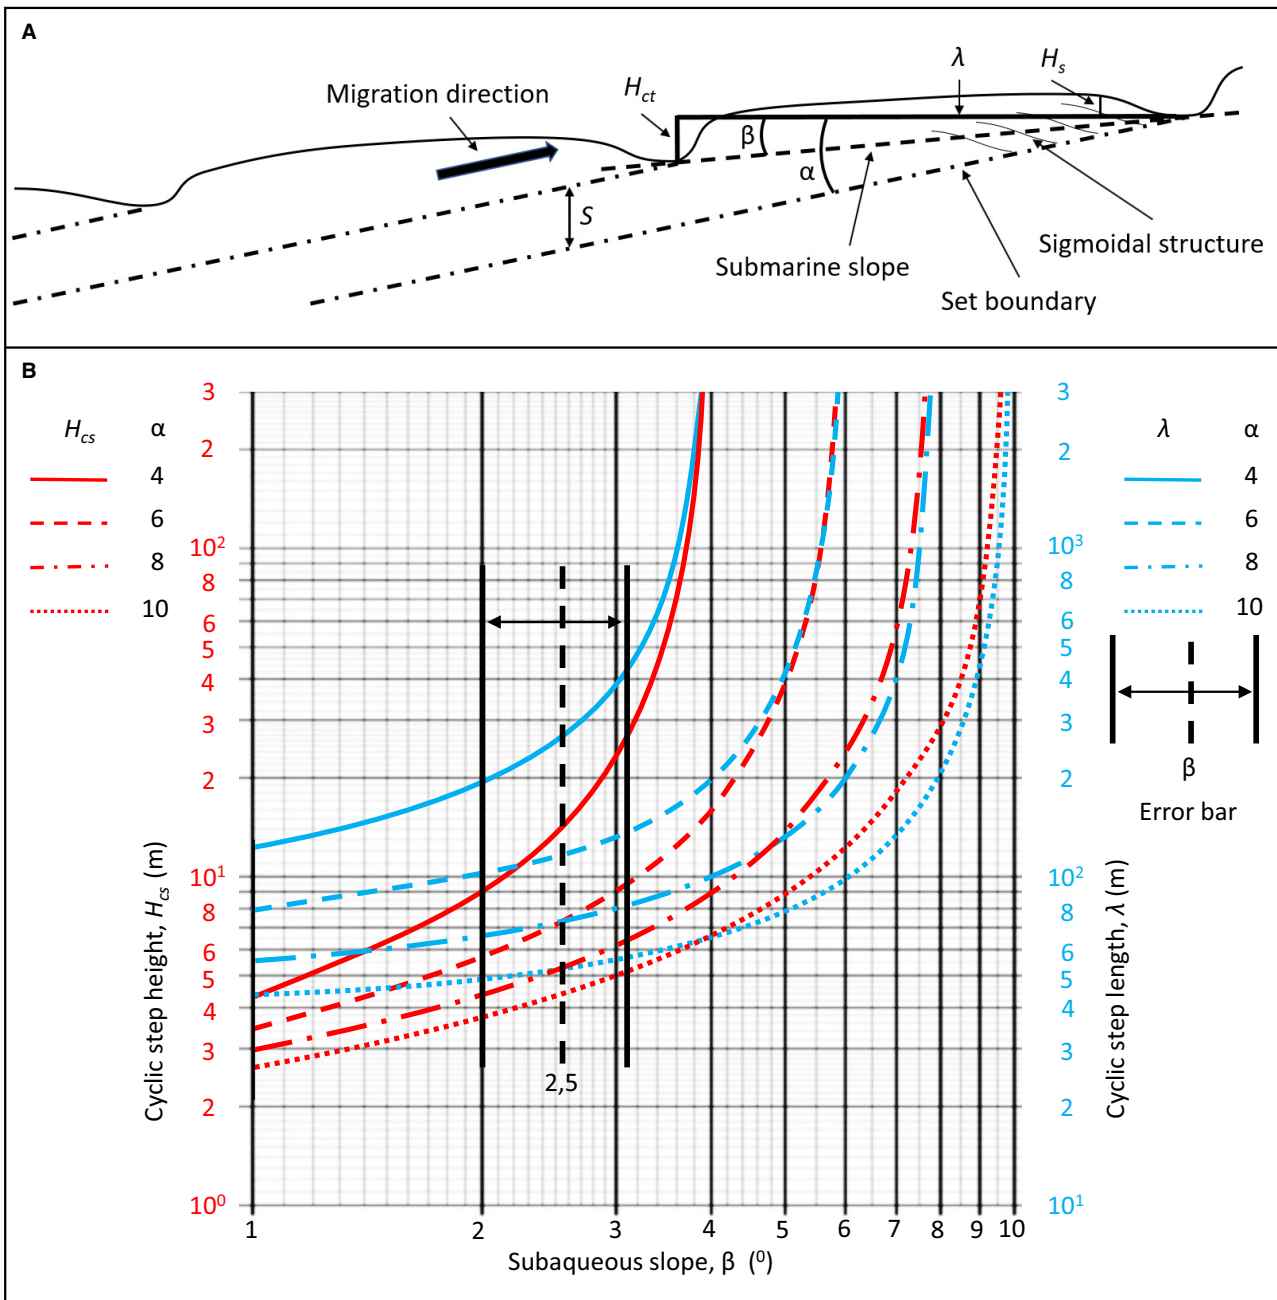 A
Migration direction
Hct
λ
Hs
β
α
S
Submarine slope
Sigmoidal structure
Set boundary
B
Hcs α
4
6
8
10
3
2
10²
8
6
5
4
3
2
10¹
8
6
5
4
3
2
10⁰
Cyclic step height, Hcs (m)
2,5
1 2 3 4 5 6 7 8 9 10
Subaqueous slope, β (⁰)
3
2
10³
8
6
5
4
3
2
10²
8
6
5
4
3
2
10¹
Cyclic step length, λ (m)
λ α
4
6
8
10
β
Error bar